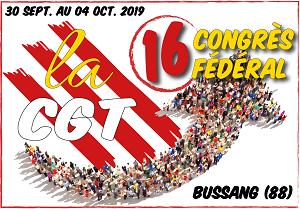 30 SEPT. AU 04 OCT. 2019
16 CONGRÈS
FÉDÉRAL
la
CGT
BUSSANG (88)